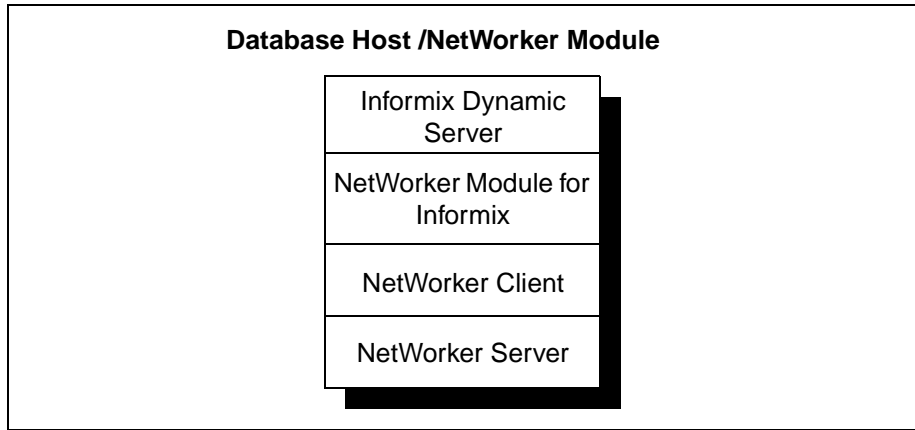 Database Host /NetWorker Module
Informix Dynamic
Server
NetWorker Module for
Informix
NetWorker Client
NetWorker Server